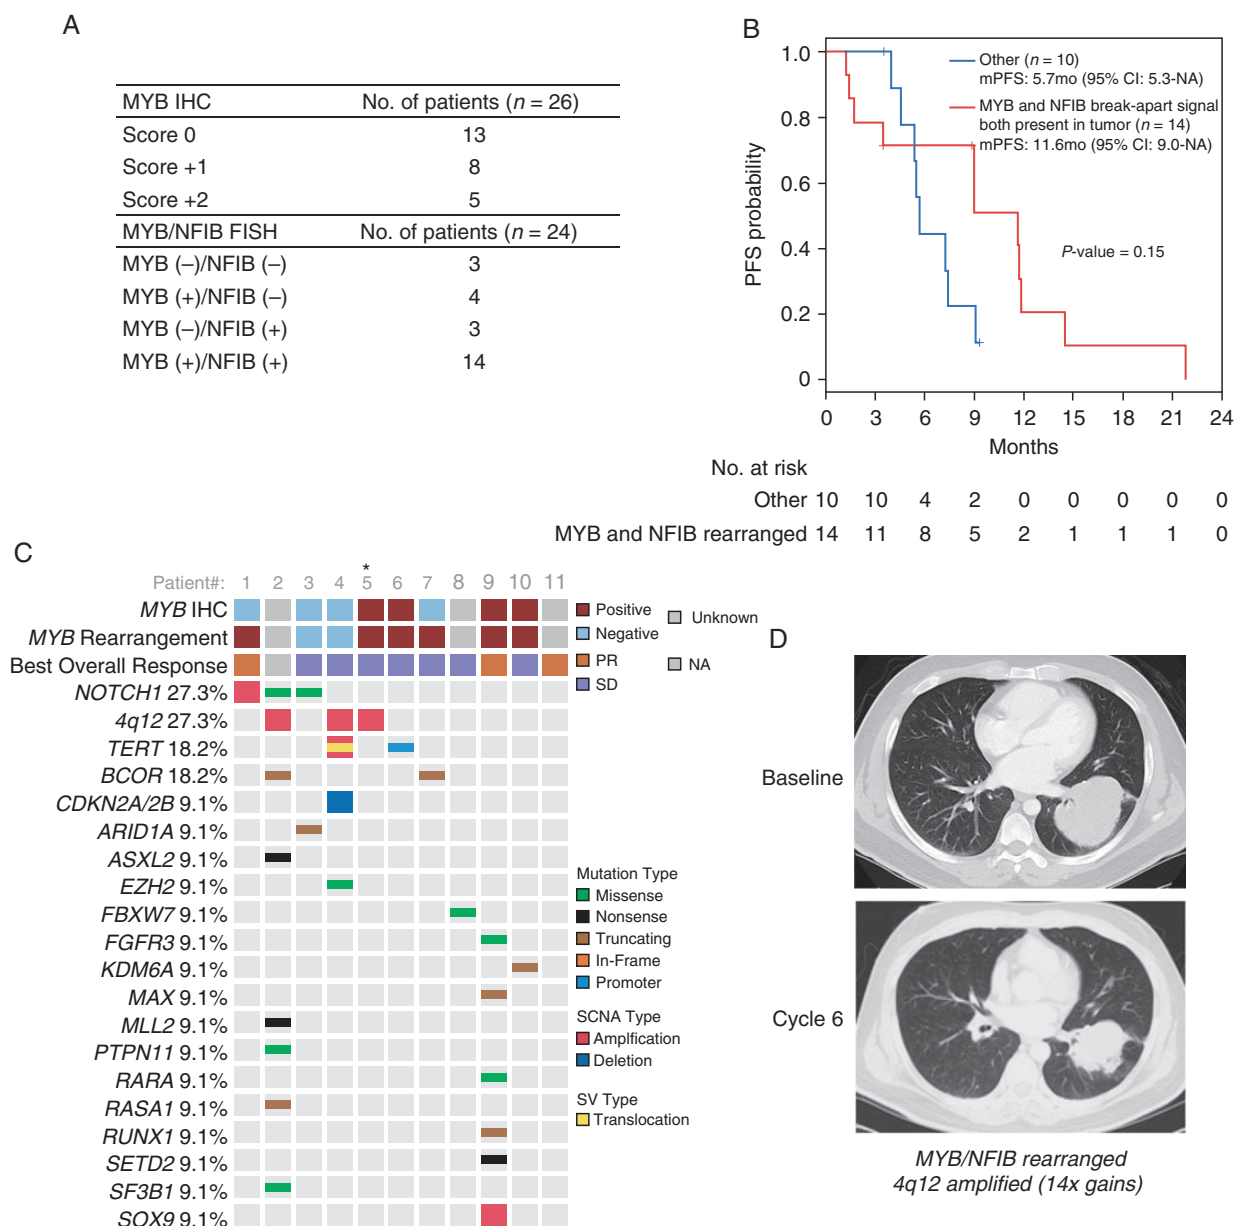 A
MYB IHC No. of patients (n = 26)
Score 0 13
Score +1 8
Score +2 5
MYB/NFIB FISH No. of patients (n = 24)
MYB (–)/NFIB (–) 3
MYB (+)/NFIB (–) 4
MYB (–)/NFIB (+) 3
MYB (+)/NFIB (+) 14
B
PFS probability
1.0
0.8
0.6
0.4
0.2
0
Other (n = 10)
mPFS: 5.7mo (95% CI: 5.3-NA)
MYB and NFIB break-apart signal
both present in tumor (n = 14)
mPFS: 11.6mo (95% CI: 9.0-NA)
P-value = 0.15
0 3 6 9 12 15 18 21 24
Months
No. at risk
Other 10 10 4 2 0 0 0 0 0
MYB and NFIB rearranged 14 11 8 5 2 1 1 1 0
C
*
Patient#: 1 2 3 4 5 6 7 8 9 10 11
MYB IHC
MYB Rearrangement
Best Overall Response
NOTCH1 27.3%
4q12 27.3%
TERT 18.2%
BCOR 18.2%
CDKN2A/2B 9.1%
ARID1A 9.1%
ASXL2 9.1%
EZH2 9.1%
FBXW7 9.1%
FGFR3 9.1%
KDM6A 9.1%
MAX 9.1%
MLL2 9.1%
PTPN11 9.1%
RARA 9.1%
RASA1 9.1%
RUNX1 9.1%
SETD2 9.1%
SF3B1 9.1%
SOX9 9.1%
Positive
Negative
PR
SD
Unknown
NA
Mutation Type
Missense
Nonsense
Truncating
In-Frame
Promoter
SCNA Type
Amplfication
Deletion
SV Type
Translocation
D
Baseline
Cycle 6
MYB/NFIB rearranged
4q12 amplified (14x gains)